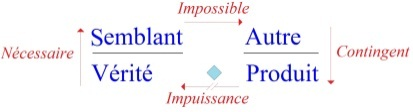 Impossible
Semblant Autre
Nécessaire Contingent
Vérité Produit
Impuissance